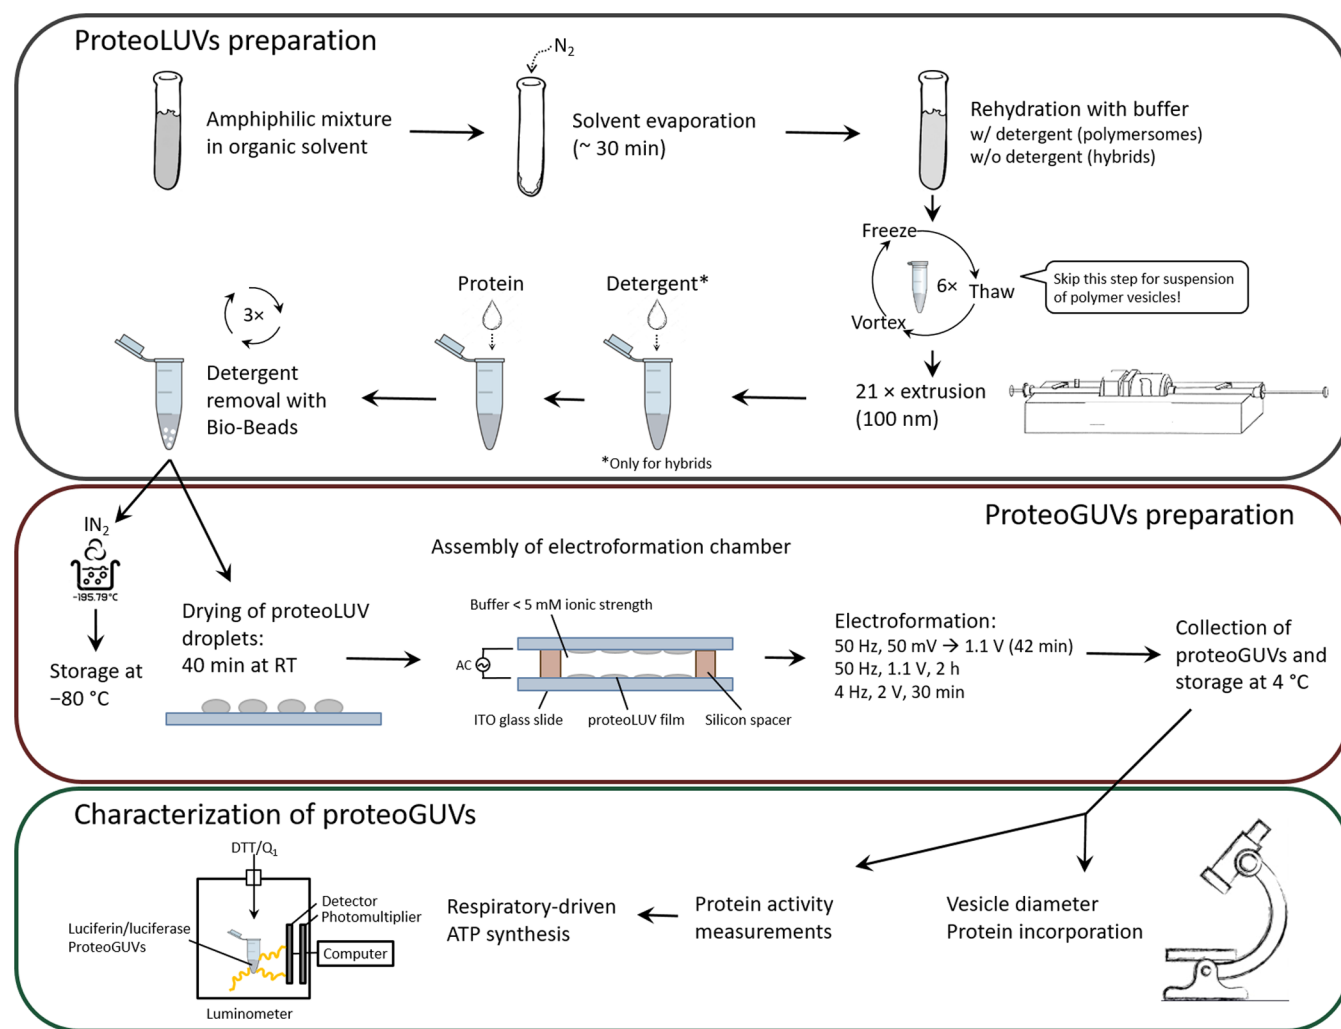 ProteoLUVs preparation
N2
Amphiphilic mixture
in organic solvent
Solvent evaporation
(~ 30 min)
Rehydration with buffer
w/ detergent (polymersomes)
w/o detergent (hybrids)
Freeze
6×
Thaw
Vortex
Skip this step for suspension
of polymer vesicles!
21 × extrusion
(100 nm)
Detergent*
*Only for hybrids
Protein
3×
Detergent
removal with
Bio-Beads
ProteoGUVs preparation
lN2
-195.79°C
Storage at
−80 °C
Drying of proteoLUV
droplets:
40 min at RT
Assembly of electroformation chamber
Buffer < 5 mM ionic strength
AC
ITO glass slide
proteoLUV film
Silicon spacer
Electroformation:
50 Hz, 50 mV → 1.1 V (42 min)
50 Hz, 1.1 V, 2 h
4 Hz, 2 V, 30 min
Collection of
proteoGUVs and
storage at 4 °C
Characterization of proteoGUVs
DTT/Q1
Detector
Photomultiplier
Luciferin/luciferase
ProteoGUVs
Computer
Luminometer
Respiratory-driven
ATP synthesis
Protein activity
measurements
Vesicle diameter
Protein incorporation